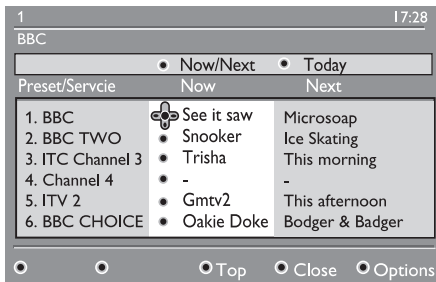 1 17:28
BBC
Now/Next Today
Preset/Servcie Now Next
1. BBC See it saw Microsoap
2. BBC TWO Snooker Ice Skating
3. ITC Channel 3 Trisha This morning
4. Channel 4 - -
5. ITV 2 Gmtv2 This afternoon
6. BBC CHOICE Oakie Doke Bodger & Badger
Top Close Options